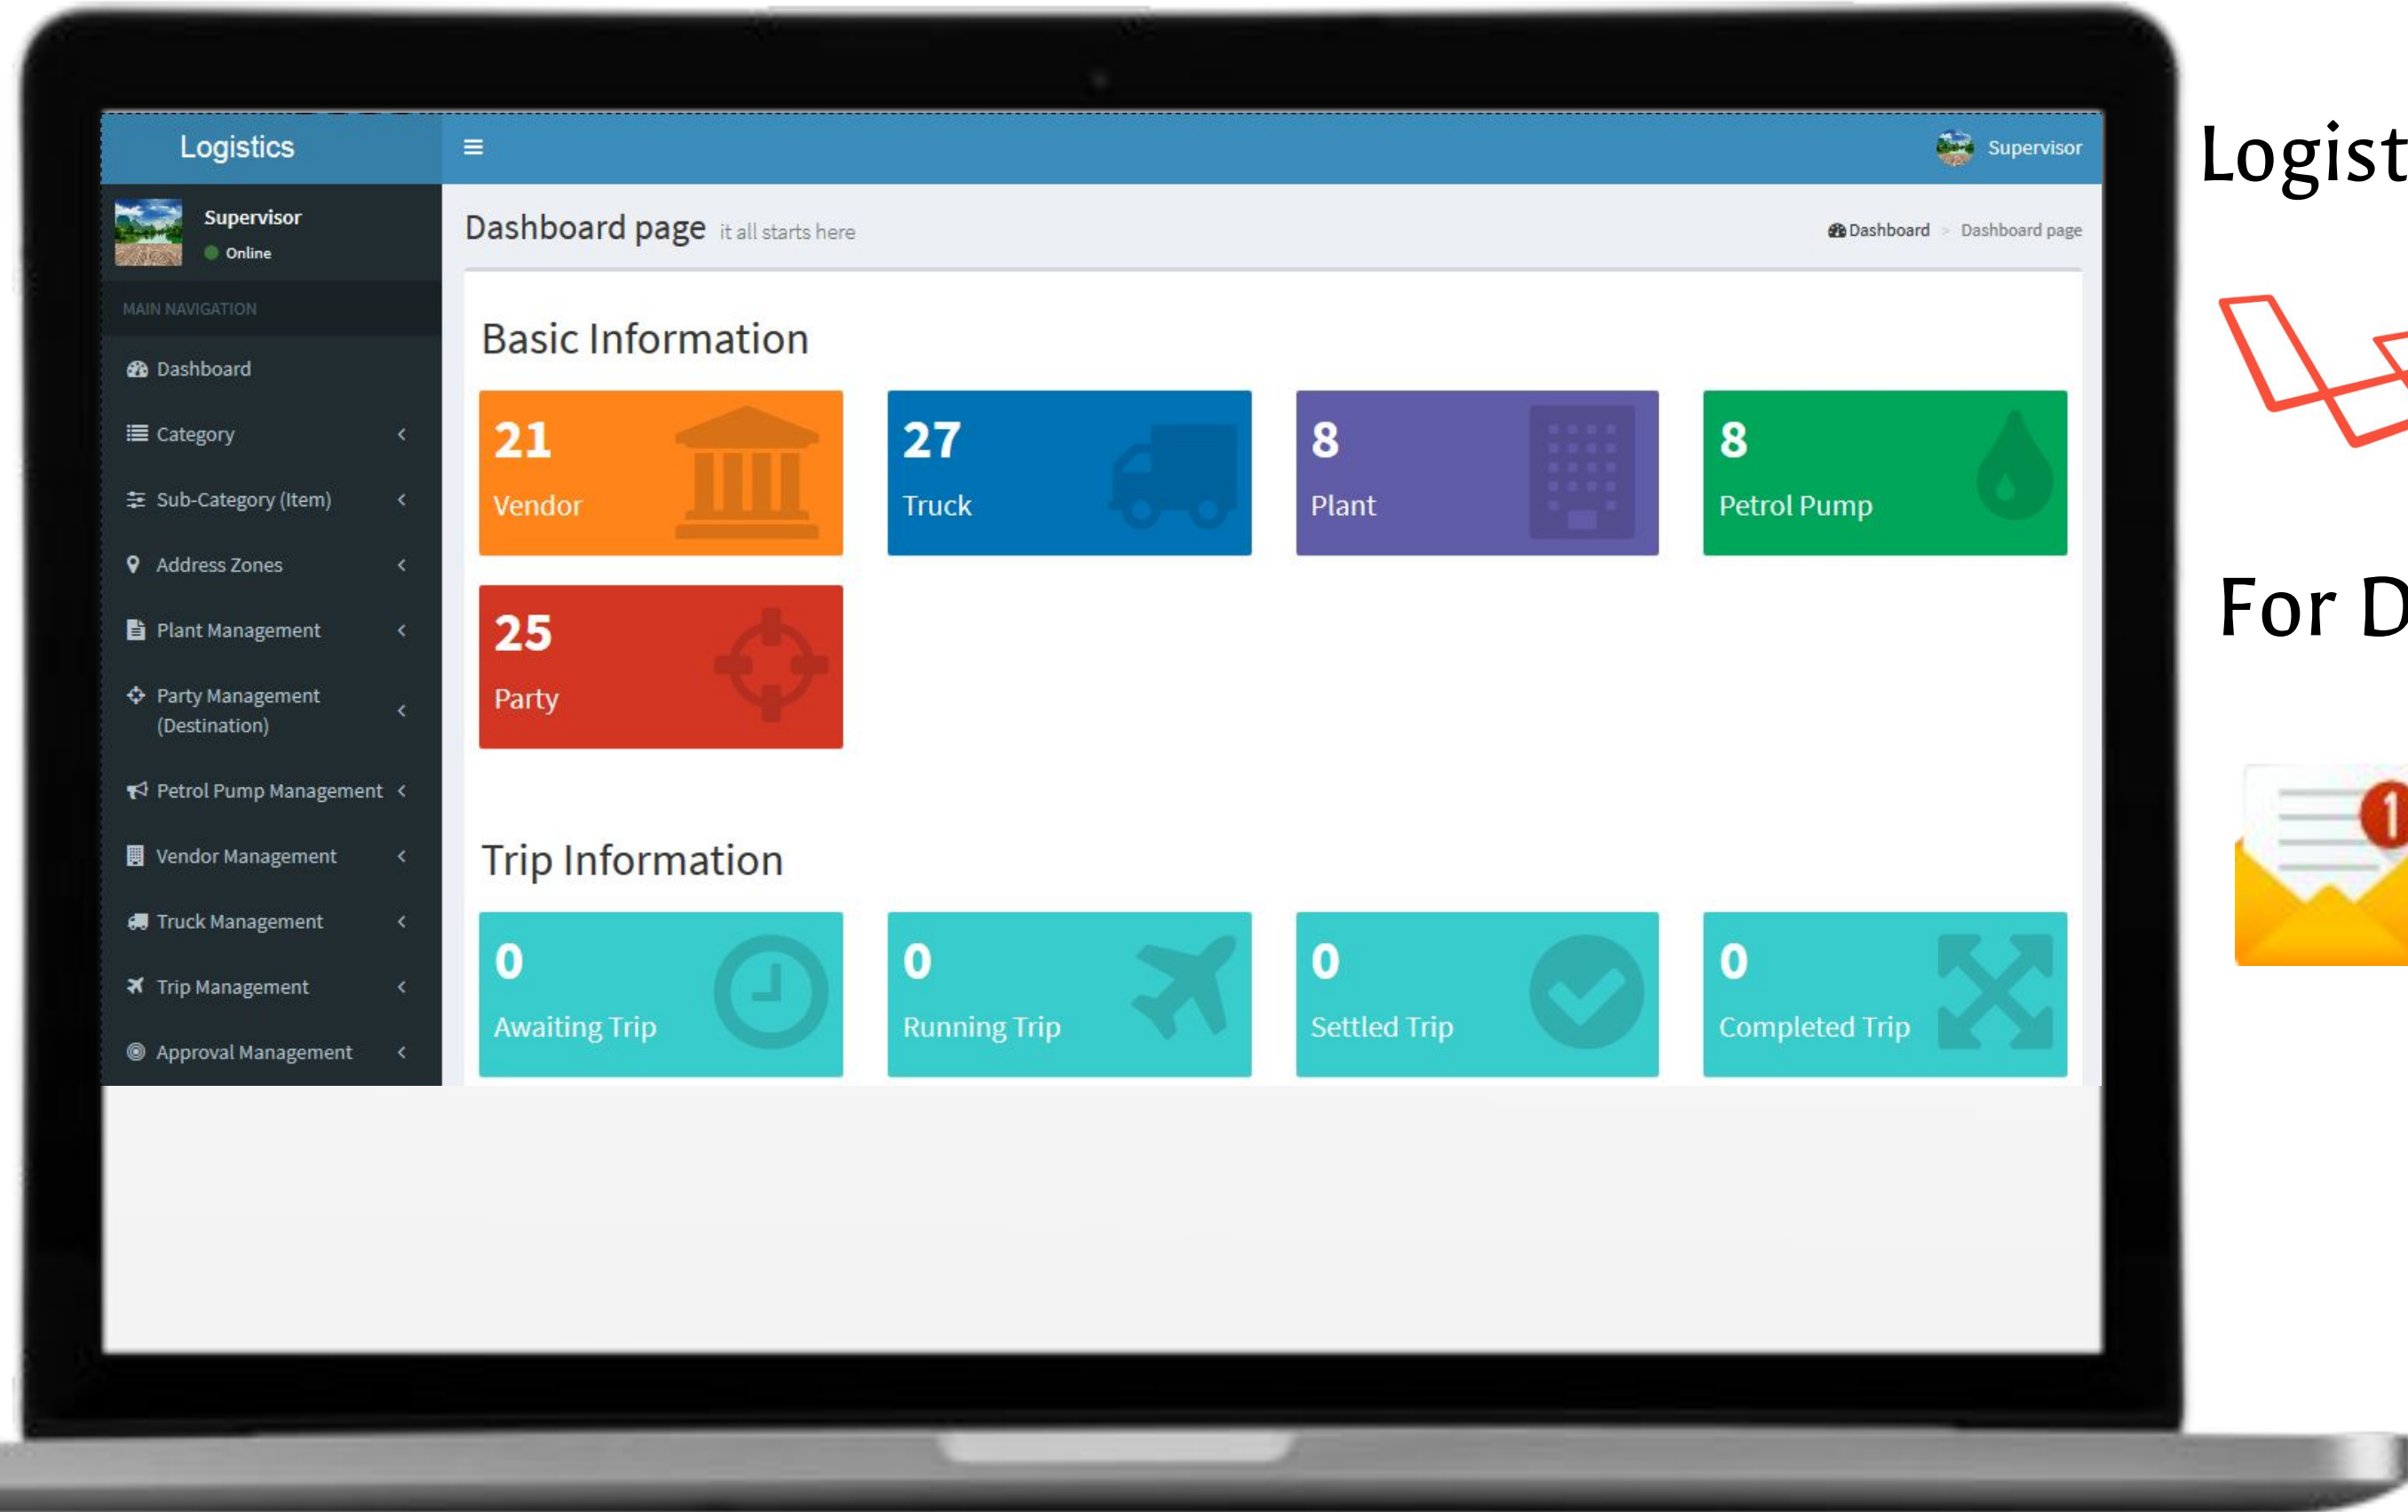 Logistics
Supervisor
Supervisor
Online
MAIN NAVIGATION
Dashboard
Category
Sub-Category (Item)
Address Zones
Plant Management
Party Management
(Destination)
Petrol Pump Management
Vendor Management
Truck Management
Trip Management
Approval Management
Dashboard page it all starts here
Dashboard > Dashboard page
Basic Information
21
Vendor
27
Truck
8
Plant
8
Petrol Pump
25
Party
Trip Information
0
Awaiting Trip
0
Running Trip
0
Settled Trip
0
Completed Trip
Logist
For D
1